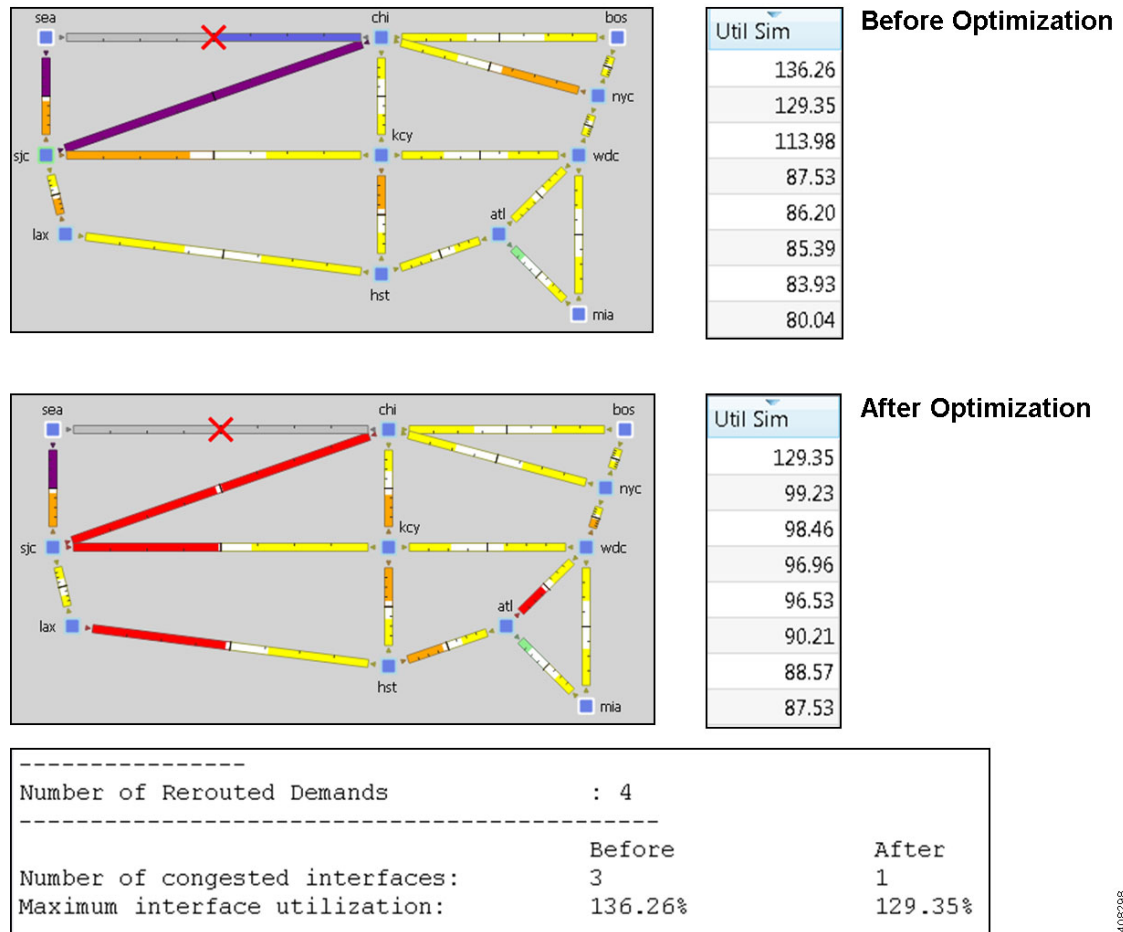 Before Optimization
sea
chi
bos
nyc
kcy
sjc
wdc
atl
lax
hst
mia
Util Sim
136.26
129.35
113.98
87.53
86.20
85.39
83.93
80.04
After Optimization
sea
chi
bos
nyc
kcy
sjc
wdc
atl
lax
hst
mia
Util Sim
129.35
99.23
98.46
96.96
96.53
90.21
88.57
87.53
----------------
Number of Rerouted Demands : 4
---------------------------------------------
Before After
Number of congested interfaces: 3 1
Maximum interface utilization: 136.26% 129.35%
408298